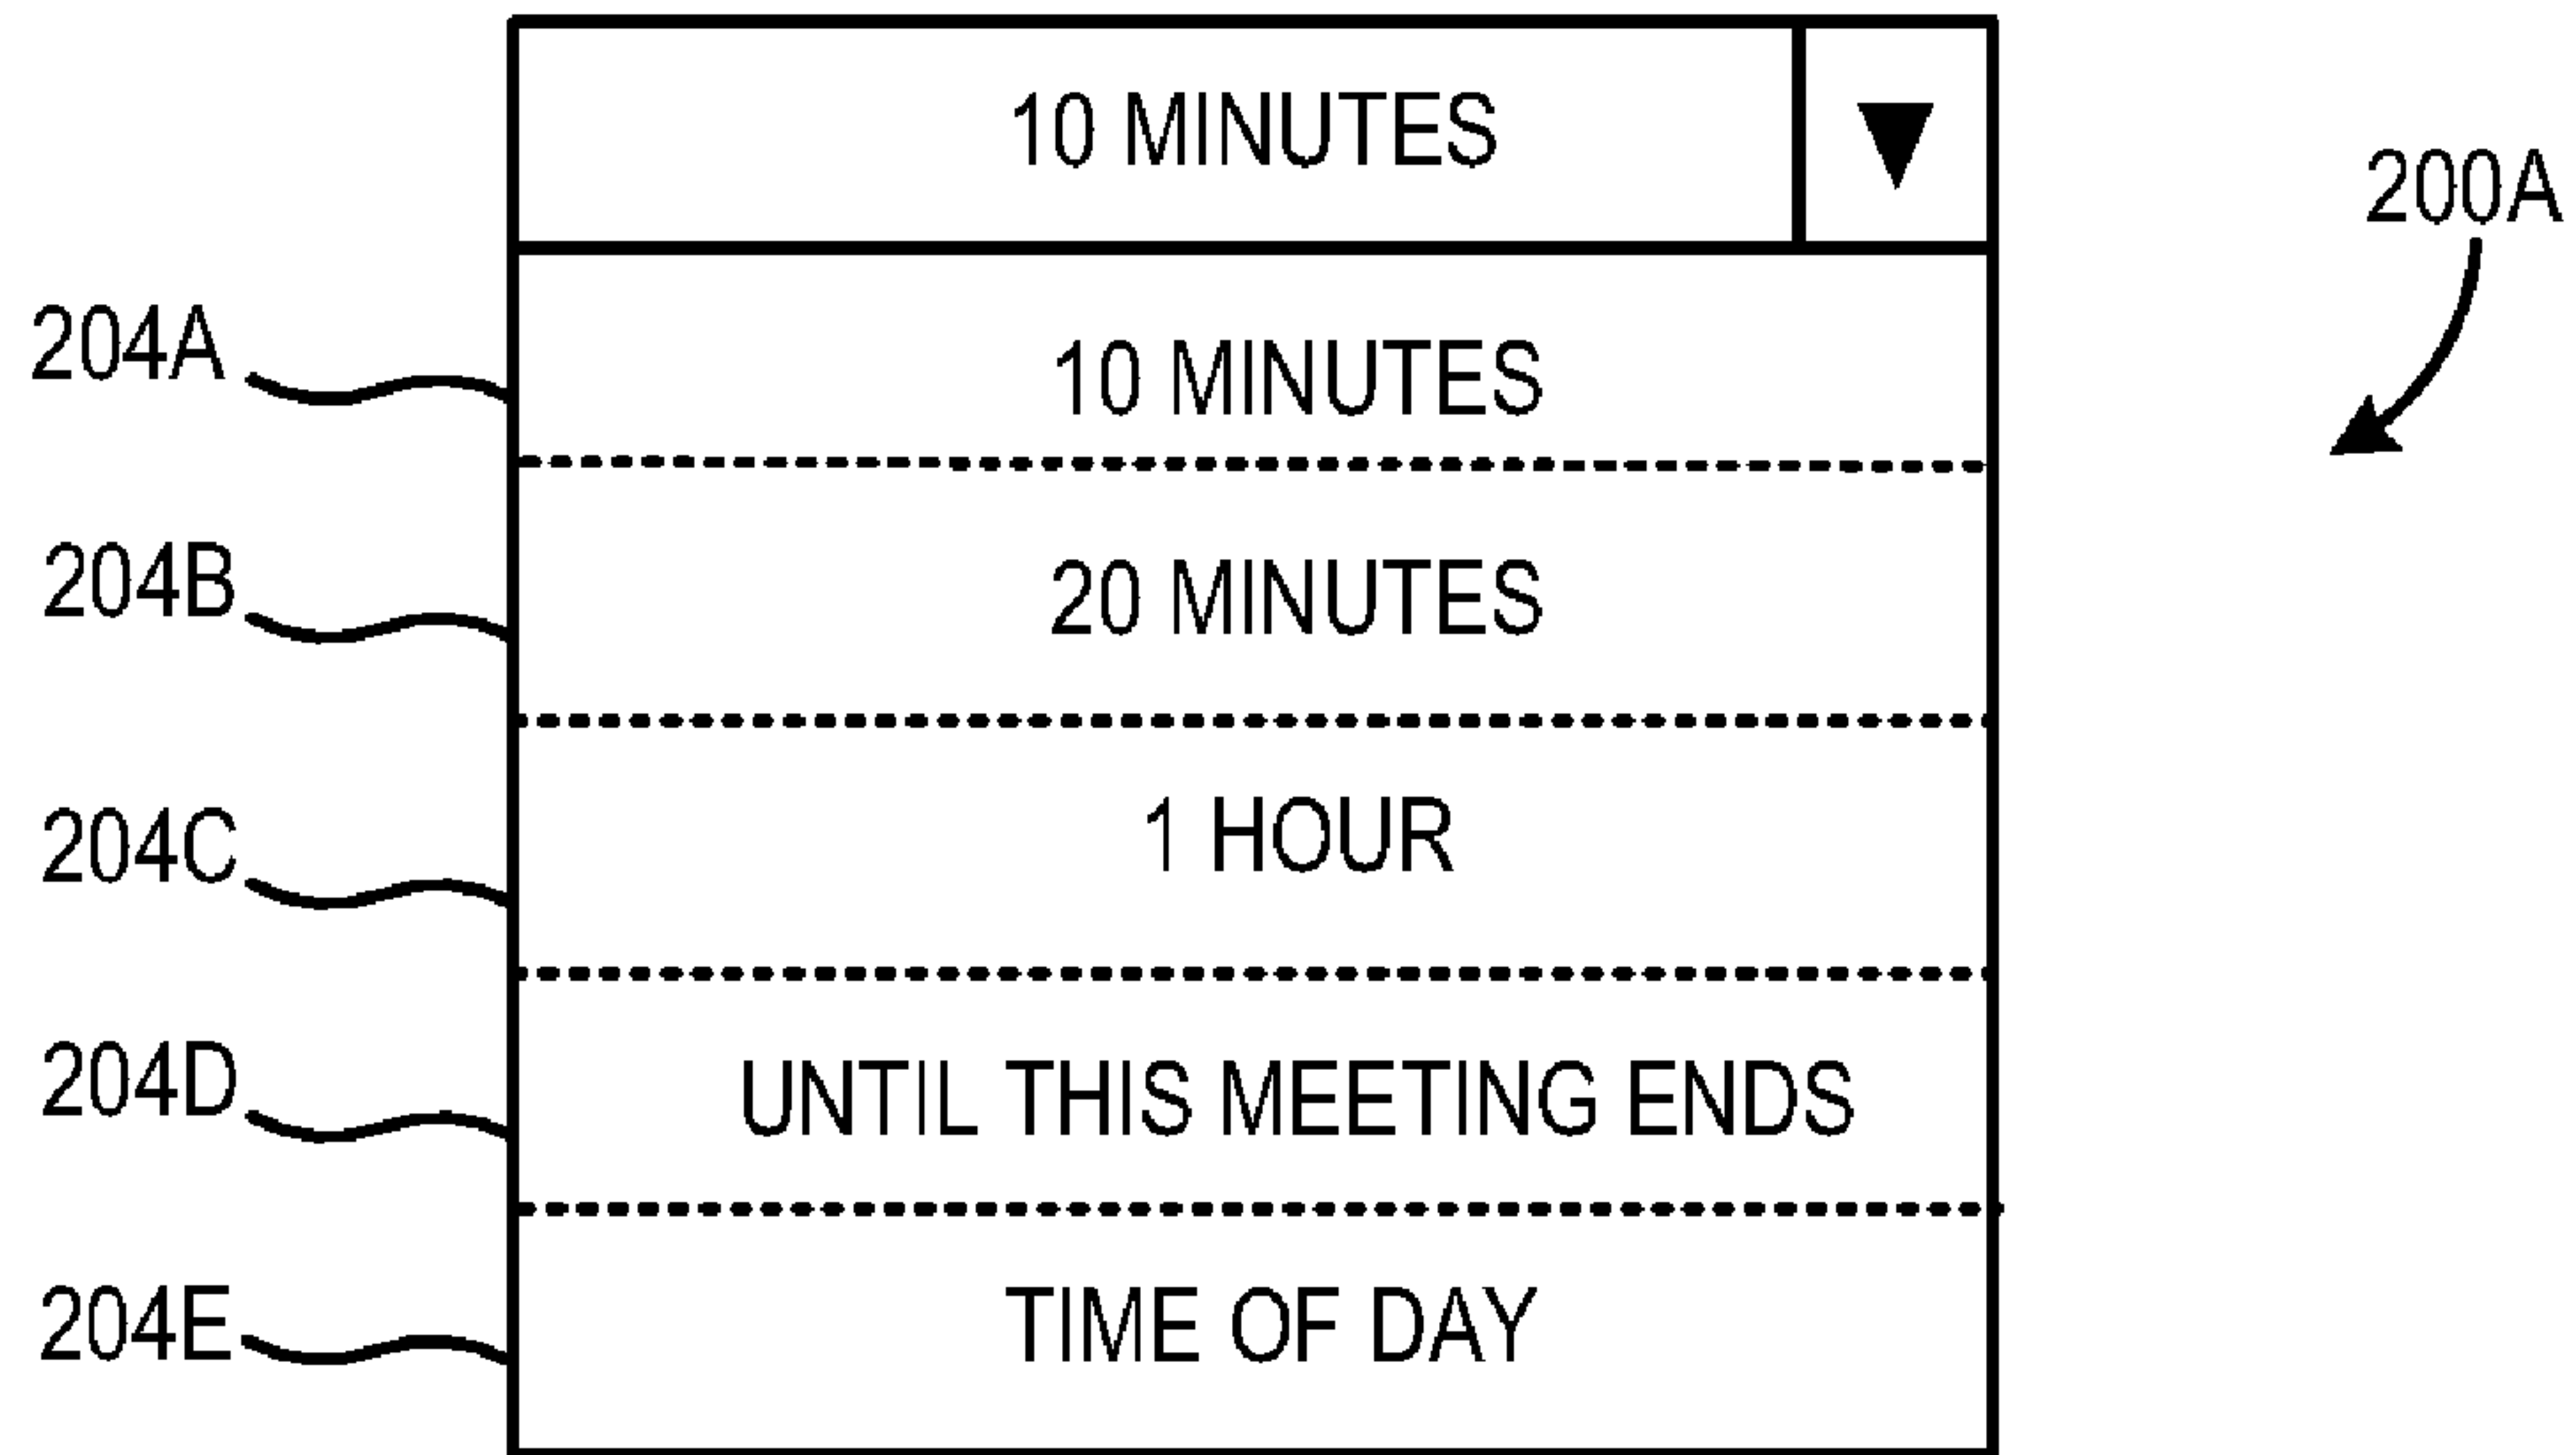 10 MINUTES
200A
204A
10 MINUTES
204B
20 MINUTES
204C
1 HOUR
204D
UNTIL THIS MEETING ENDS
204E
TIME OF DAY